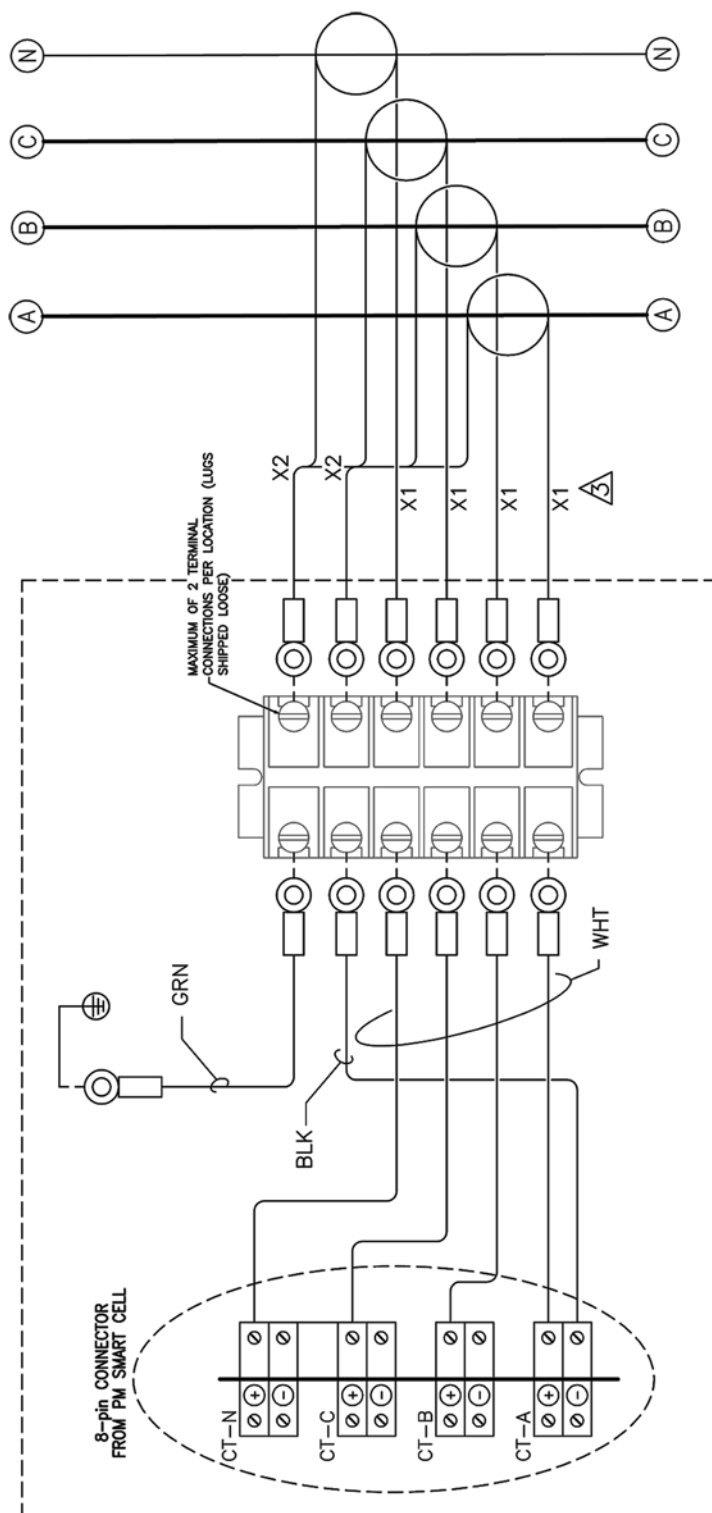 N
C
B
A
N
C
B
A
MAXIMUM OF 2 TERMINAL
CONNECTIONS PER LOCATION (LUGS
SHIPPED LOOSE)
X2
X2
X1
X1
X1
X1
3
GRN
BLK
WHT
8-pin CONNECTOR
FROM PM SMART CELL
CT-N
+
-
CT-C
+
-
CT-B
+
-
CT-A
+
-